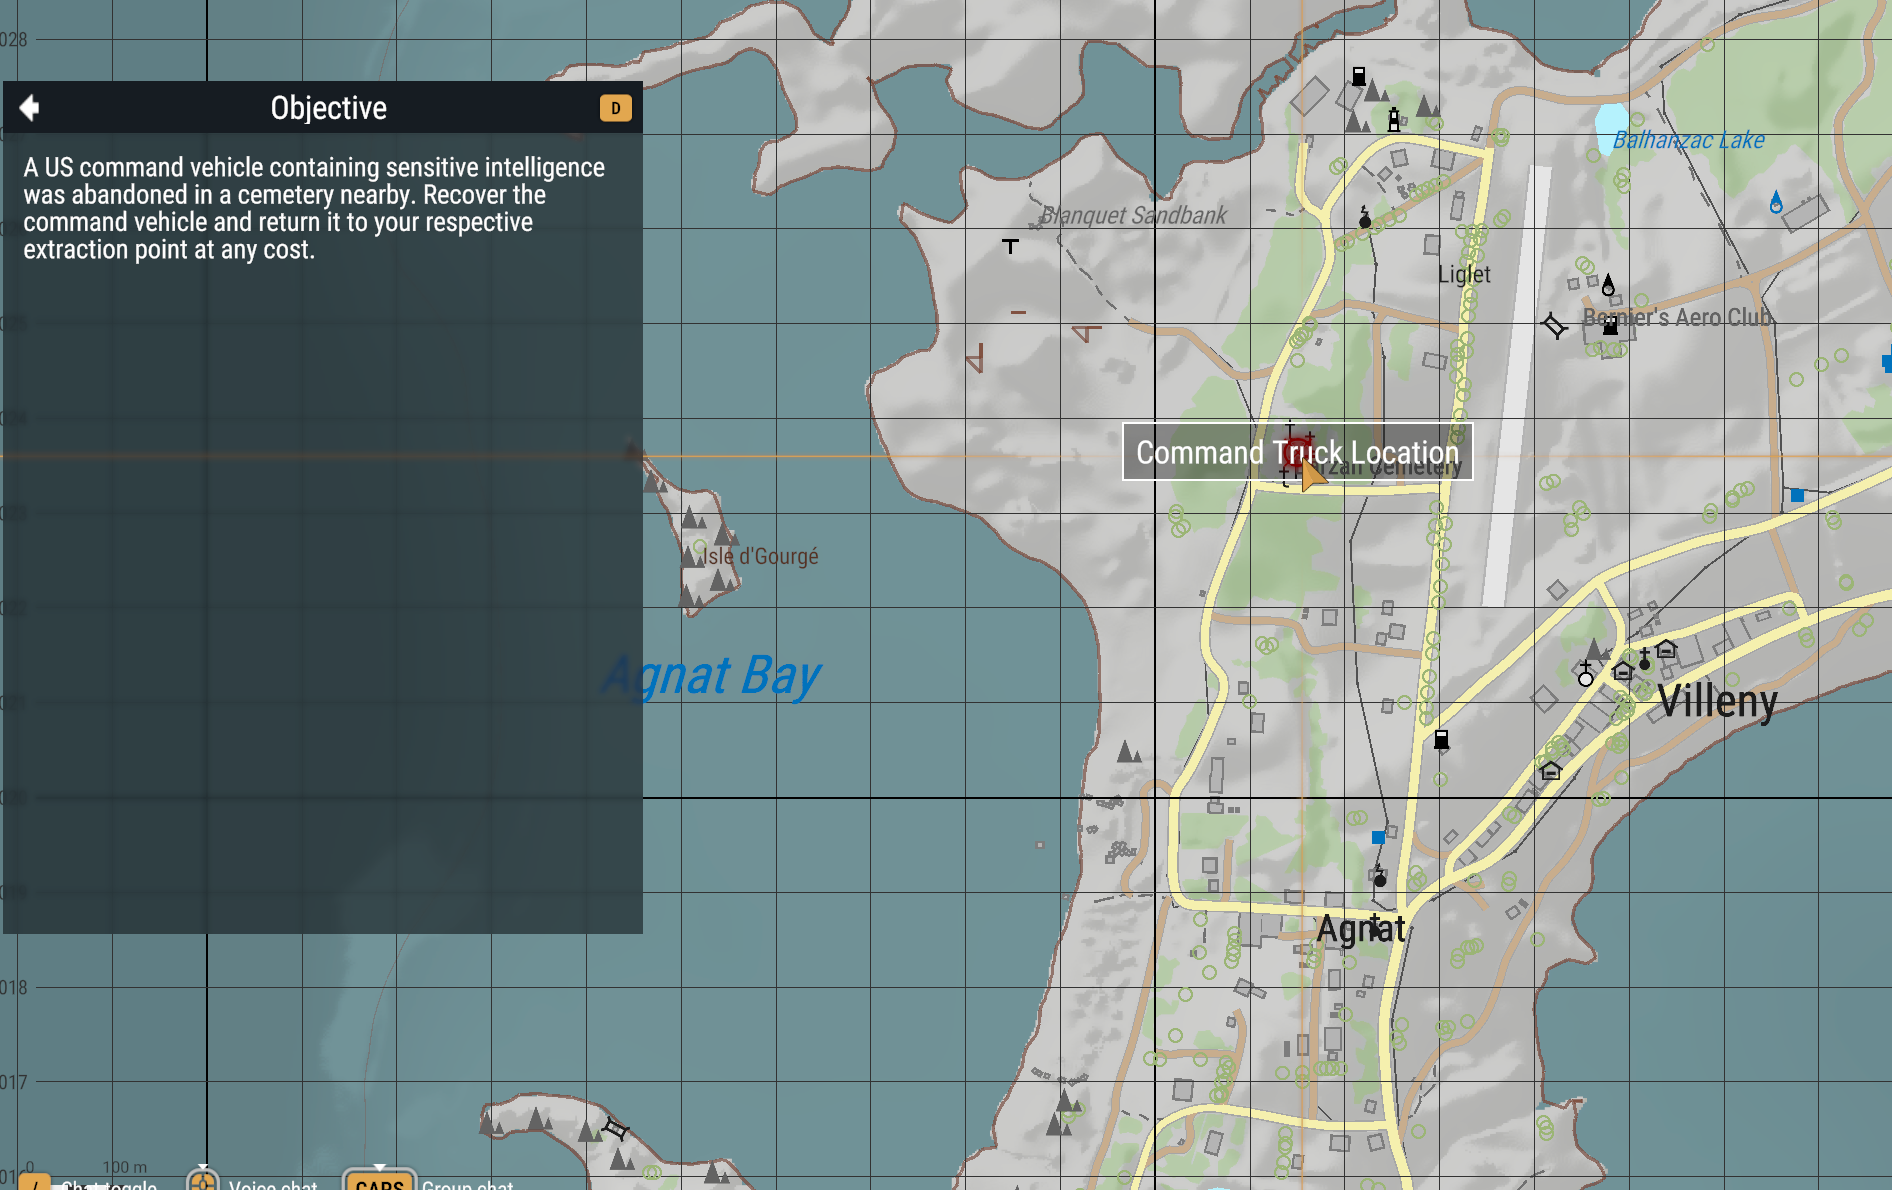 028
Objective
D
A US command vehicle containing sensitive intelligence
was abandoned in a cemetery nearby. Recover the
command vehicle and return it to your respective
extraction point at any cost.
Balhanzac Lake
Blanquet Sandbank
Liglet
Bernier's Aero Club
Command Truck Location
Cemetery
Isle d'Gourgé
Agnat Bay
Villeny
Agnat
018
017
016
0
100 m
/
Chat toggle
Voice chat
CAPS
Group chat